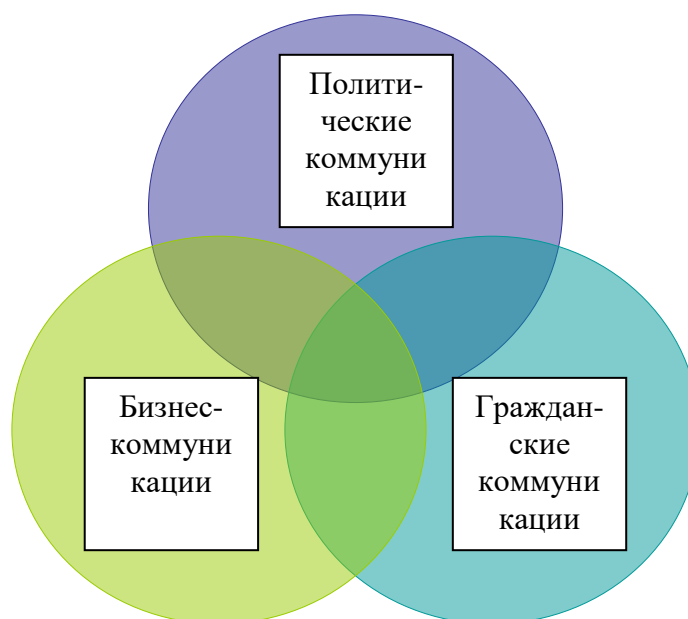 Полити-
ческие
коммуни
кации
Бизнес-
коммуни
кации
Граждан-
ские
коммуни
кации